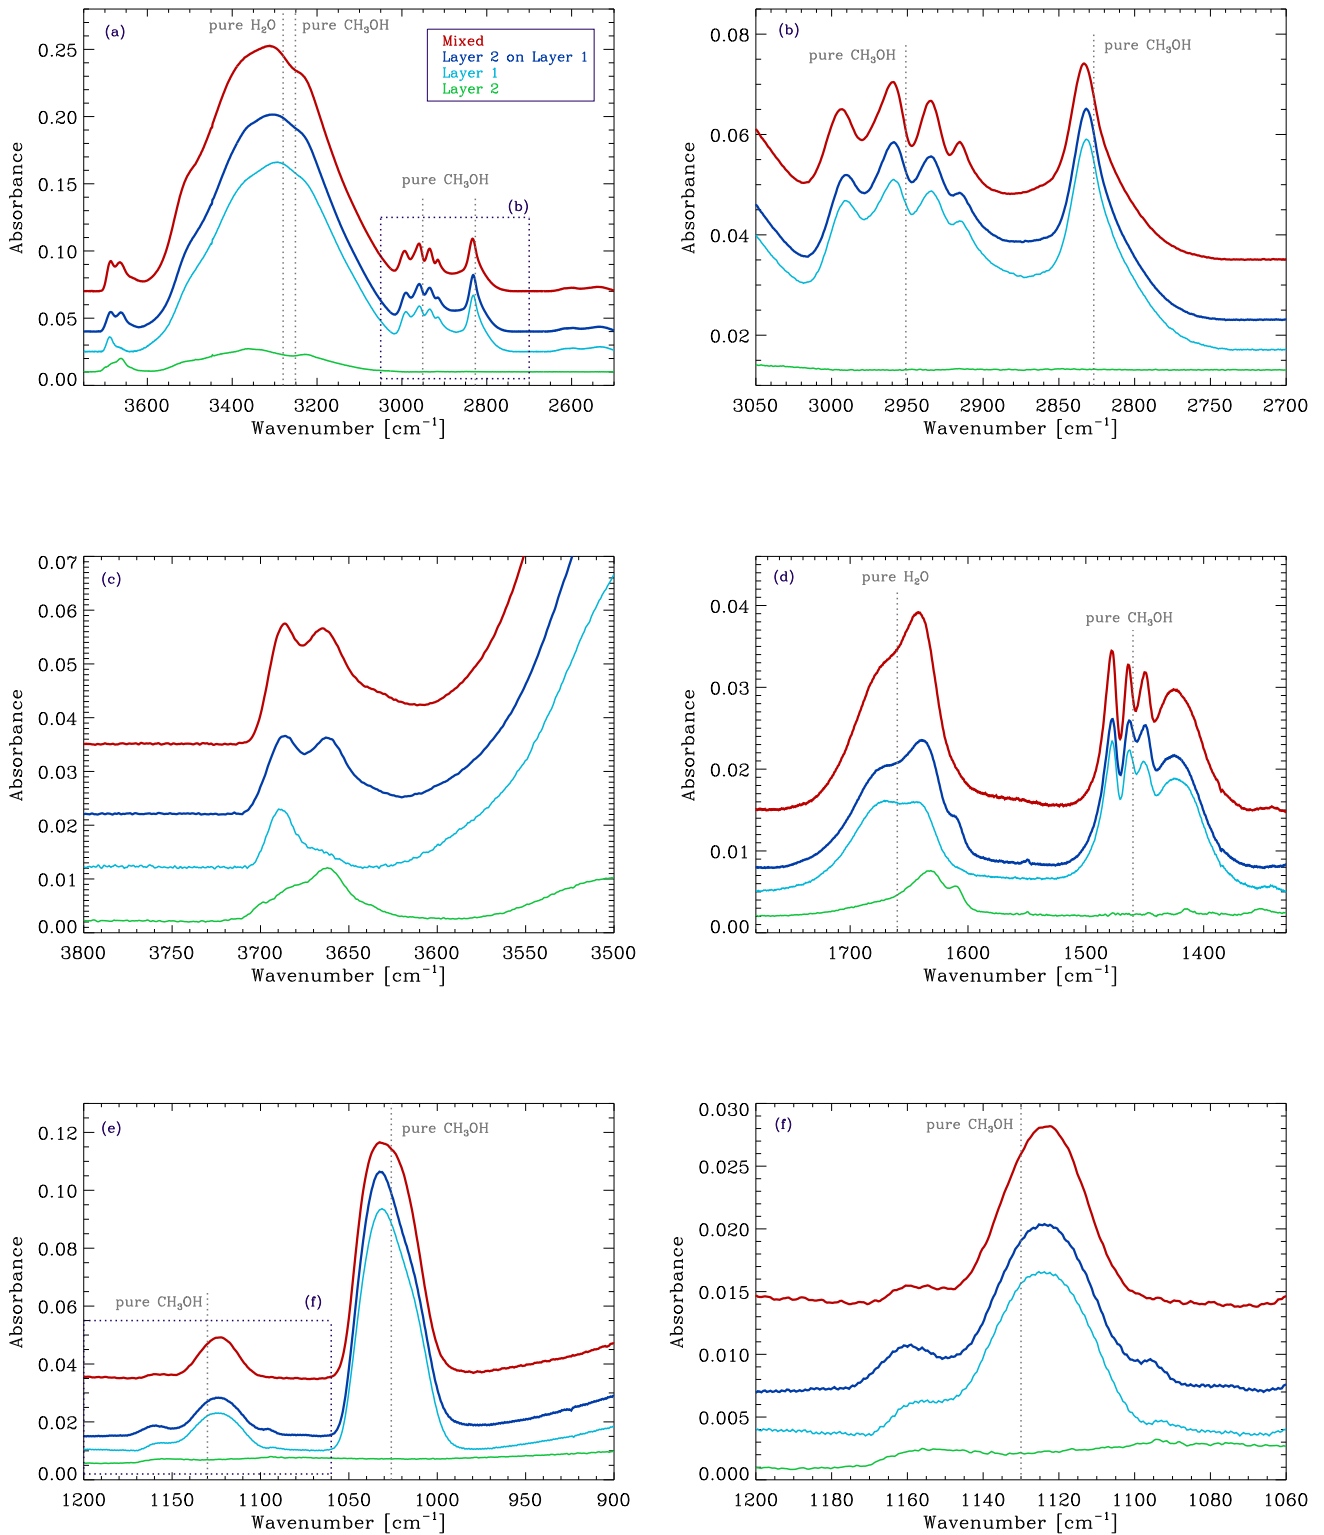 (a)
pure H₂O
pure CH₃OH
Mixed
Layer 2 on Layer 1
Layer 1
Layer 2
pure CH₃OH
(b)
0.25
0.20
0.15
0.10
0.05
0.00
Absorbance
3600 3400 3200 3000 2800 2600
Wavenumber [cm⁻¹]
(b)
pure CH₃OH
pure CH₃OH
0.08
0.06
0.04
0.02
Absorbance
3050 3000 2950 2900 2850 2800 2750 2700
Wavenumber [cm⁻¹]
(c)
0.07
0.06
0.05
0.04
0.03
0.02
0.01
0.00
Absorbance
3800 3750 3700 3650 3600 3550 3500
Wavenumber [cm⁻¹]
(d)
pure H₂O
pure CH₃OH
0.04
0.03
0.02
0.01
0.00
Absorbance
1700 1600 1500 1400
Wavenumber [cm⁻¹]
(e)
pure CH₃OH
pure CH₃OH
(f)
0.12
0.10
0.08
0.06
0.04
0.02
0.00
Absorbance
1200 1150 1100 1050 1000 950 900
Wavenumber [cm⁻¹]
(f)
pure CH₃OH
0.030
0.025
0.020
0.015
0.010
0.005
0.000
Absorbance
1200 1180 1160 1140 1120 1100 1080 1060
Wavenumber [cm⁻¹]